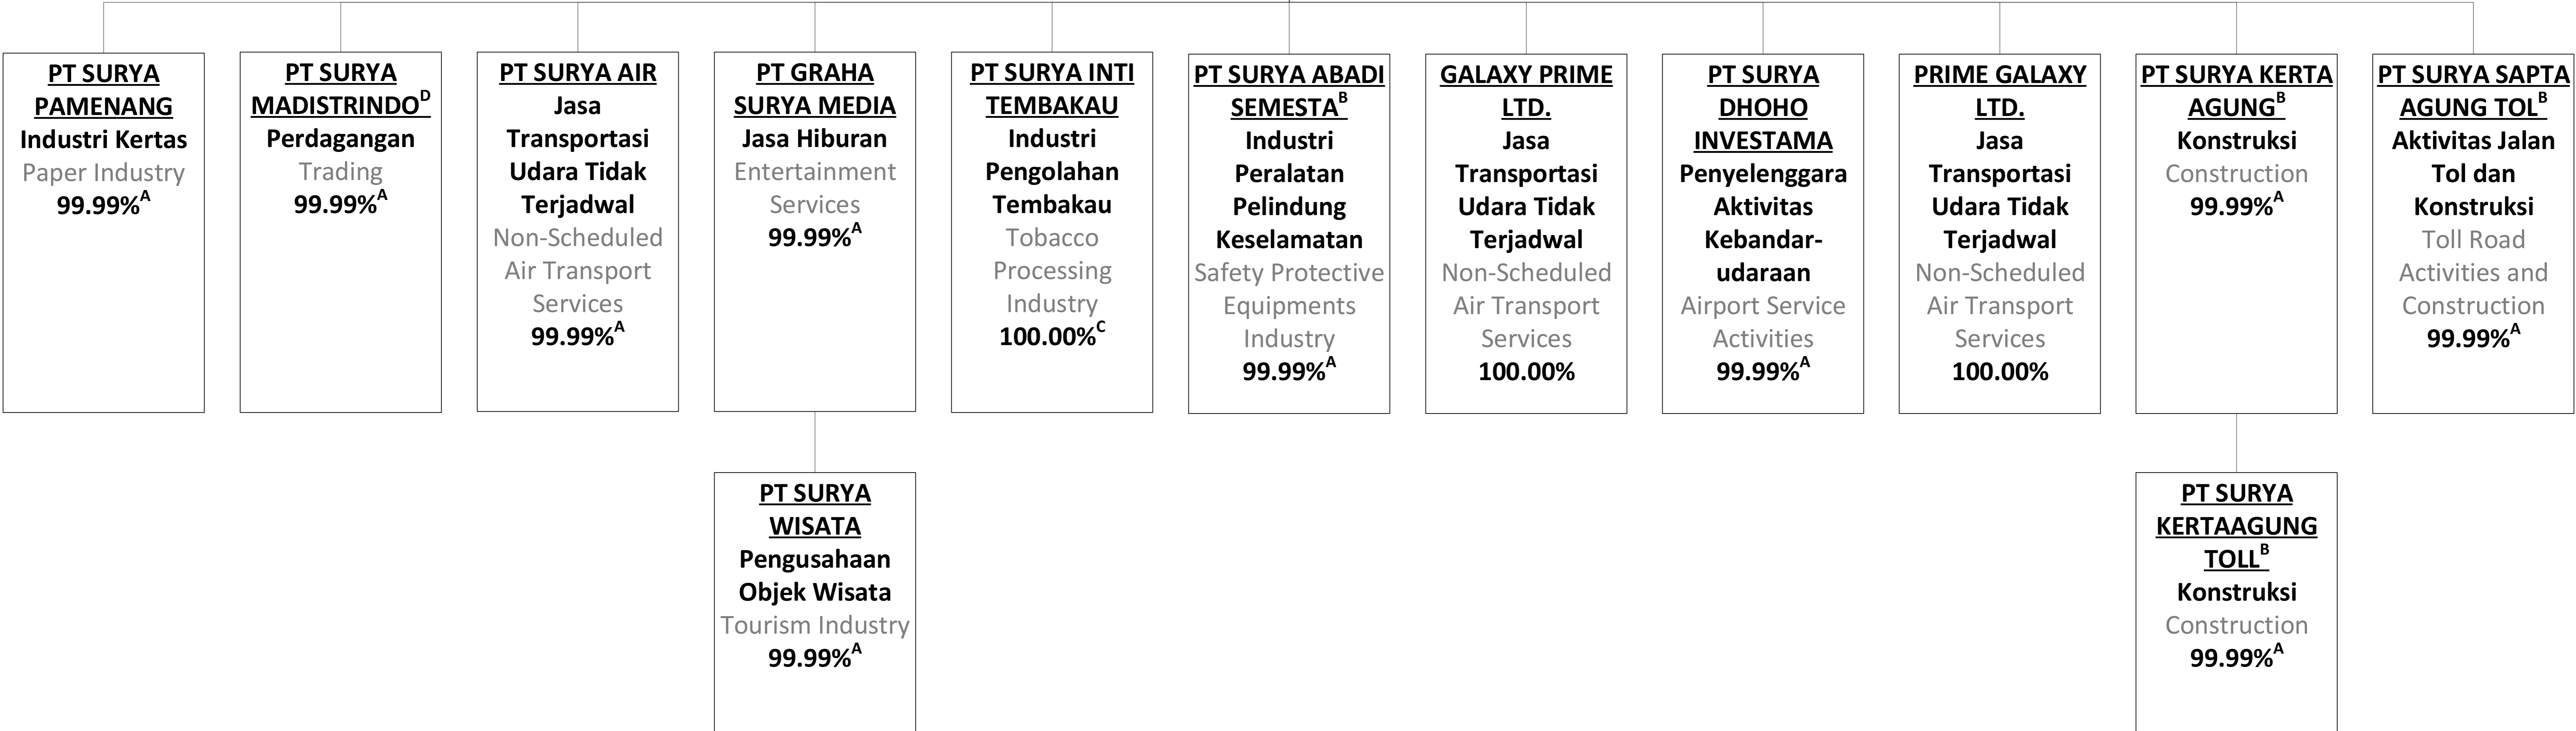 PT SURYA
PAMENANG
Industri Kertas
Paper Industry
99.99%A
PT SURYA
MADISTRINDOD
Perdagangan
Trading
99.99%A
PT SURYA AIR
Jasa
Transportasi
Udara Tidak
Terjadwal
Non-Scheduled
Air Transport
Services
99.99%A
PT GRAHA
SURYA MEDIA
Jasa Hiburan
Entertainment
Services
99.99%A
PT SURYA INTI
TEMBAKAU
Industri
Pengolahan
Tembakau
Tobacco
Processing
Industry
100.00%C
PT SURYA ABADI
SEMESTAB
Industri
Peralatan
Pelindung
Keselamatan
Safety Protective
Equipments
Industry
99.99%A
GALAXY PRIME
LTD.
Jasa
Transportasi
Udara Tidak
Terjadwal
Non-Scheduled
Air Transport
Services
100.00%
PT SURYA
DHOHO
INVESTAMA
Penyelenggara
Aktivitas
Kebandar-
udaraan
Airport Service
Activities
99.99%A
PRIME GALAXY
LTD.
Jasa
Transportasi
Udara Tidak
Terjadwal
Non-Scheduled
Air Transport
Services
100.00%
PT SURYA KERTA
AGUNGB
Konstruksi
Construction
99.99%A
PT SURYA SAPTA
AGUNG TOLB
Aktivitas Jalan
Tol dan
Konstruksi
Toll Road
Activities and
Construction
99.99%A
PT SURYA
WISATA
Pengusahaan
Objek Wisata
Tourism Industry
99.99%A
PT SURYA
KERTAAGUNG
TOLLB
Konstruksi
Construction
99.99%A